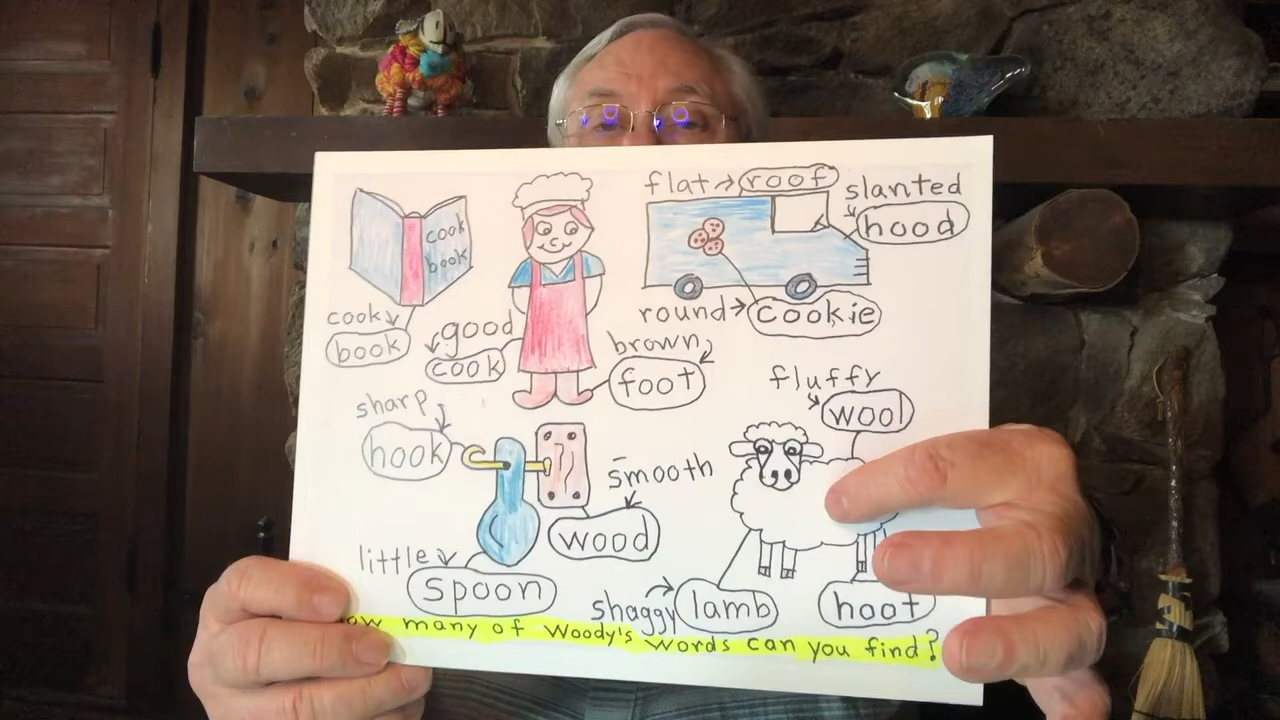 flat → roof
slanted
hood
cook
book
round → cookie
cook
book
good
cook
brown
foot
fluffy
wool
sharp
hook
smooth
wood
little
spoon
shaggy lamb
hoof
ow many of Woody's words can you find?